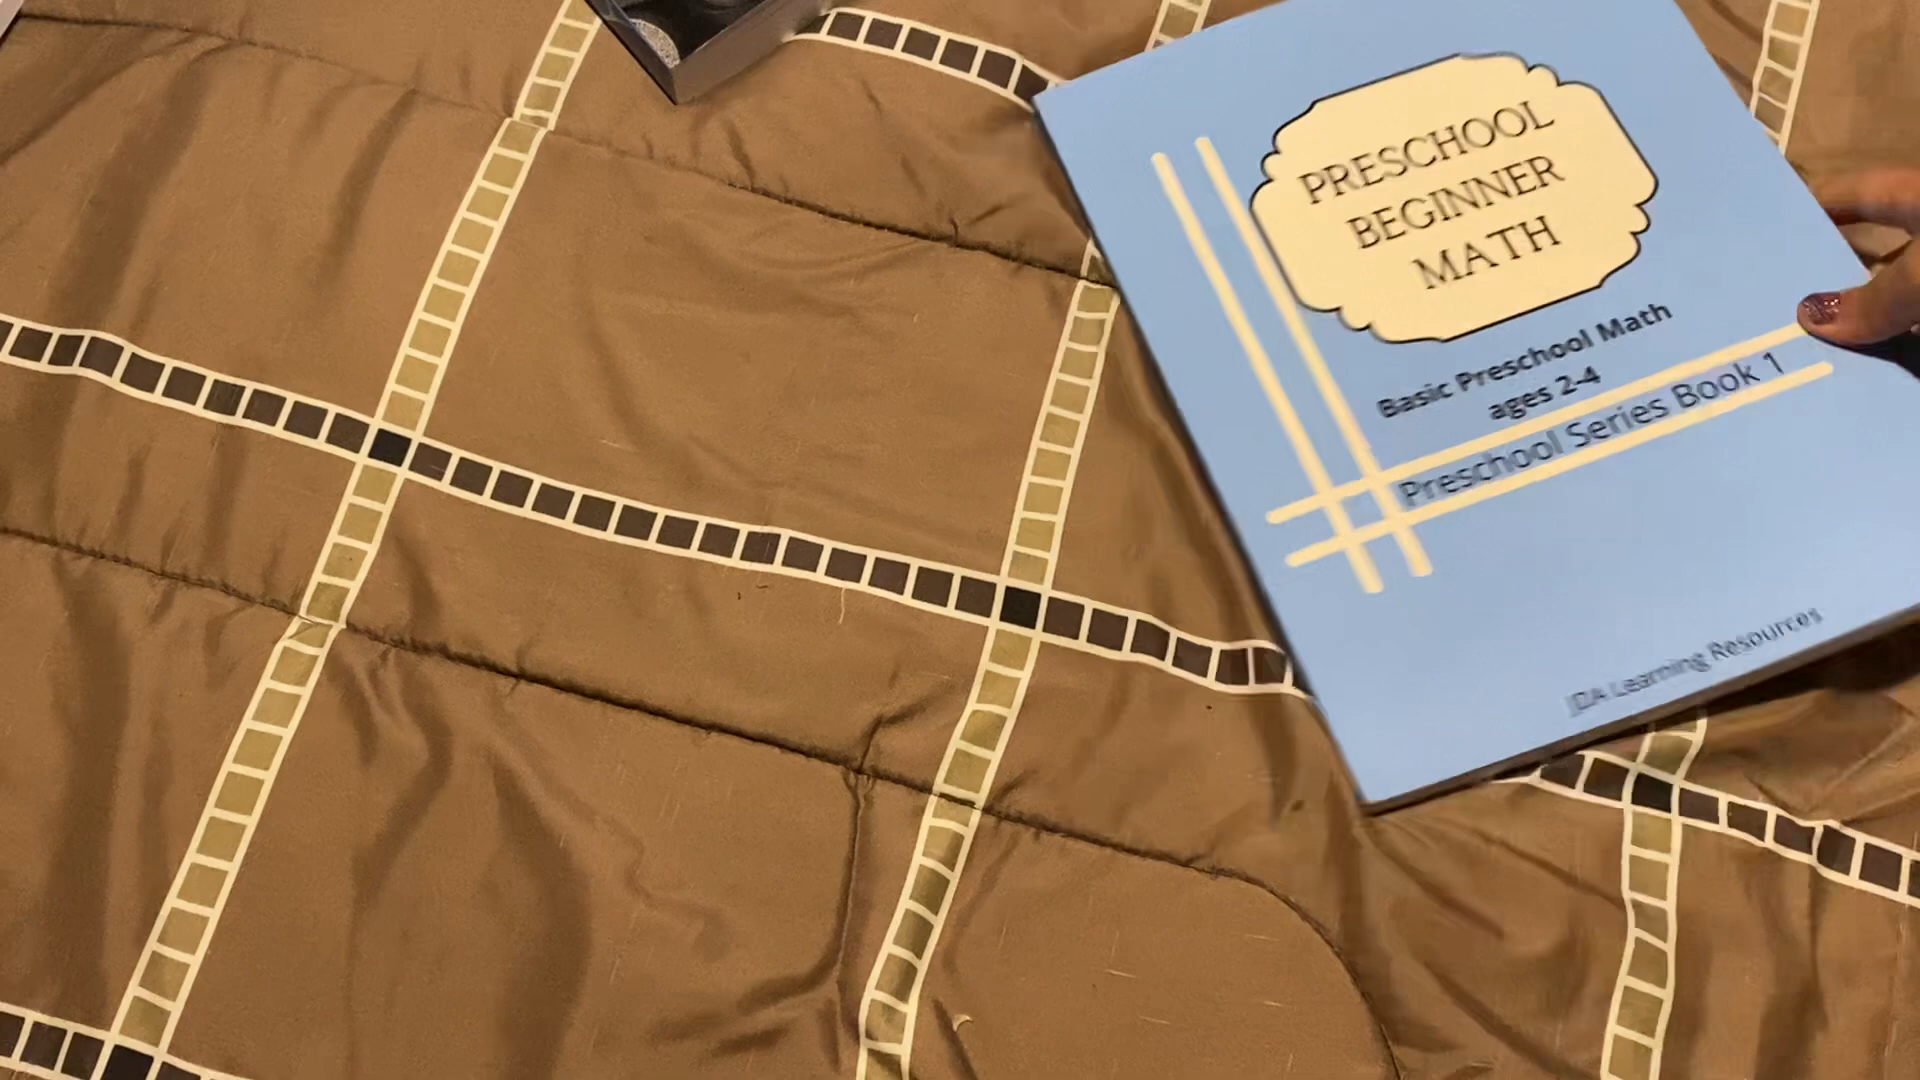 PRESCHOOL
BEGINNER
MATH
Basic Preschool Math
ages 2-4
Preschool Series Book 1
JDA Learning Resources